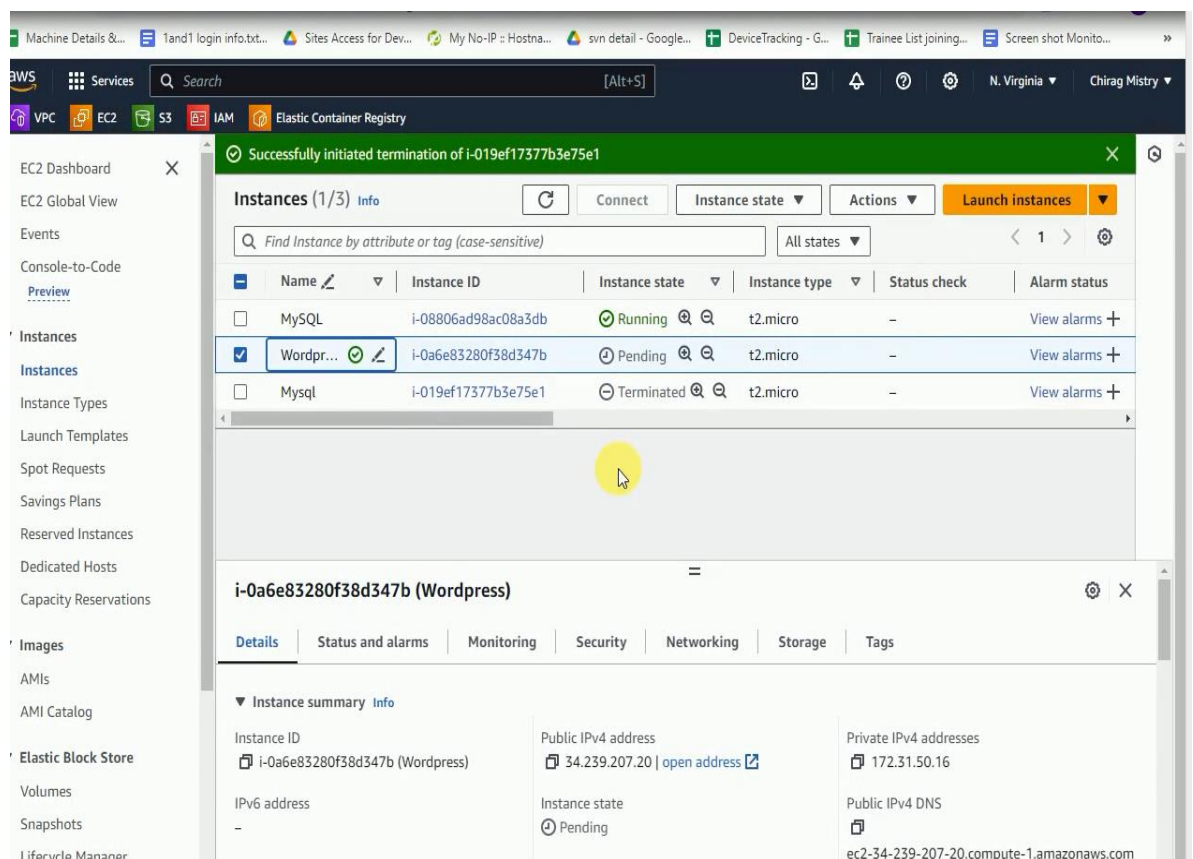 Machine Details &... 1and1 login info.txt... Sites Access for Dev... My No-IP :: Hostna... svn detail - Google... DeviceTracking - G... Trainee List joining... Screen shot Monito... »
aws Services Search [Alt+S] N. Virginia ▼ Chirag Mistry ▼
VPC EC2 S3 IAM Elastic Container Registry
EC2 Dashboard
EC2 Global View
Events
Console-to-Code
Preview
Instances
Instances
Instance Types
Launch Templates
Spot Requests
Savings Plans
Reserved Instances
Dedicated Hosts
Capacity Reservations
Images
AMIs
AMI Catalog
Elastic Block Store
Volumes
Snapshots
Lifecycle Manager
Successfully initiated termination of i-019ef17377b3e75e1
Instances (1/3) Info Connect Instance state ▼ Actions ▼ Launch instances ▼
Find Instance by attribute or tag (case-sensitive) All states ▼ < 1 >
Name Instance ID Instance state Instance type Status check Alarm status
MySQL i-08806ad98ac08a3db Running t2.micro – View alarms +
Wordpr... i-0a6e83280f38d347b Pending t2.micro – View alarms +
Mysql i-019ef17377b3e75e1 Terminated t2.micro – View alarms +
i-0a6e83280f38d347b (Wordpress)
Details Status and alarms Monitoring Security Networking Storage Tags
▼ Instance summary Info
Instance ID Public IPv4 address Private IPv4 addresses
i-0a6e83280f38d347b (Wordpress) 34.239.207.20 | open address 172.31.50.16
IPv6 address Instance state Public IPv4 DNS
– Pending
ec2-34-239-207-20.compute-1.amazonaws.com